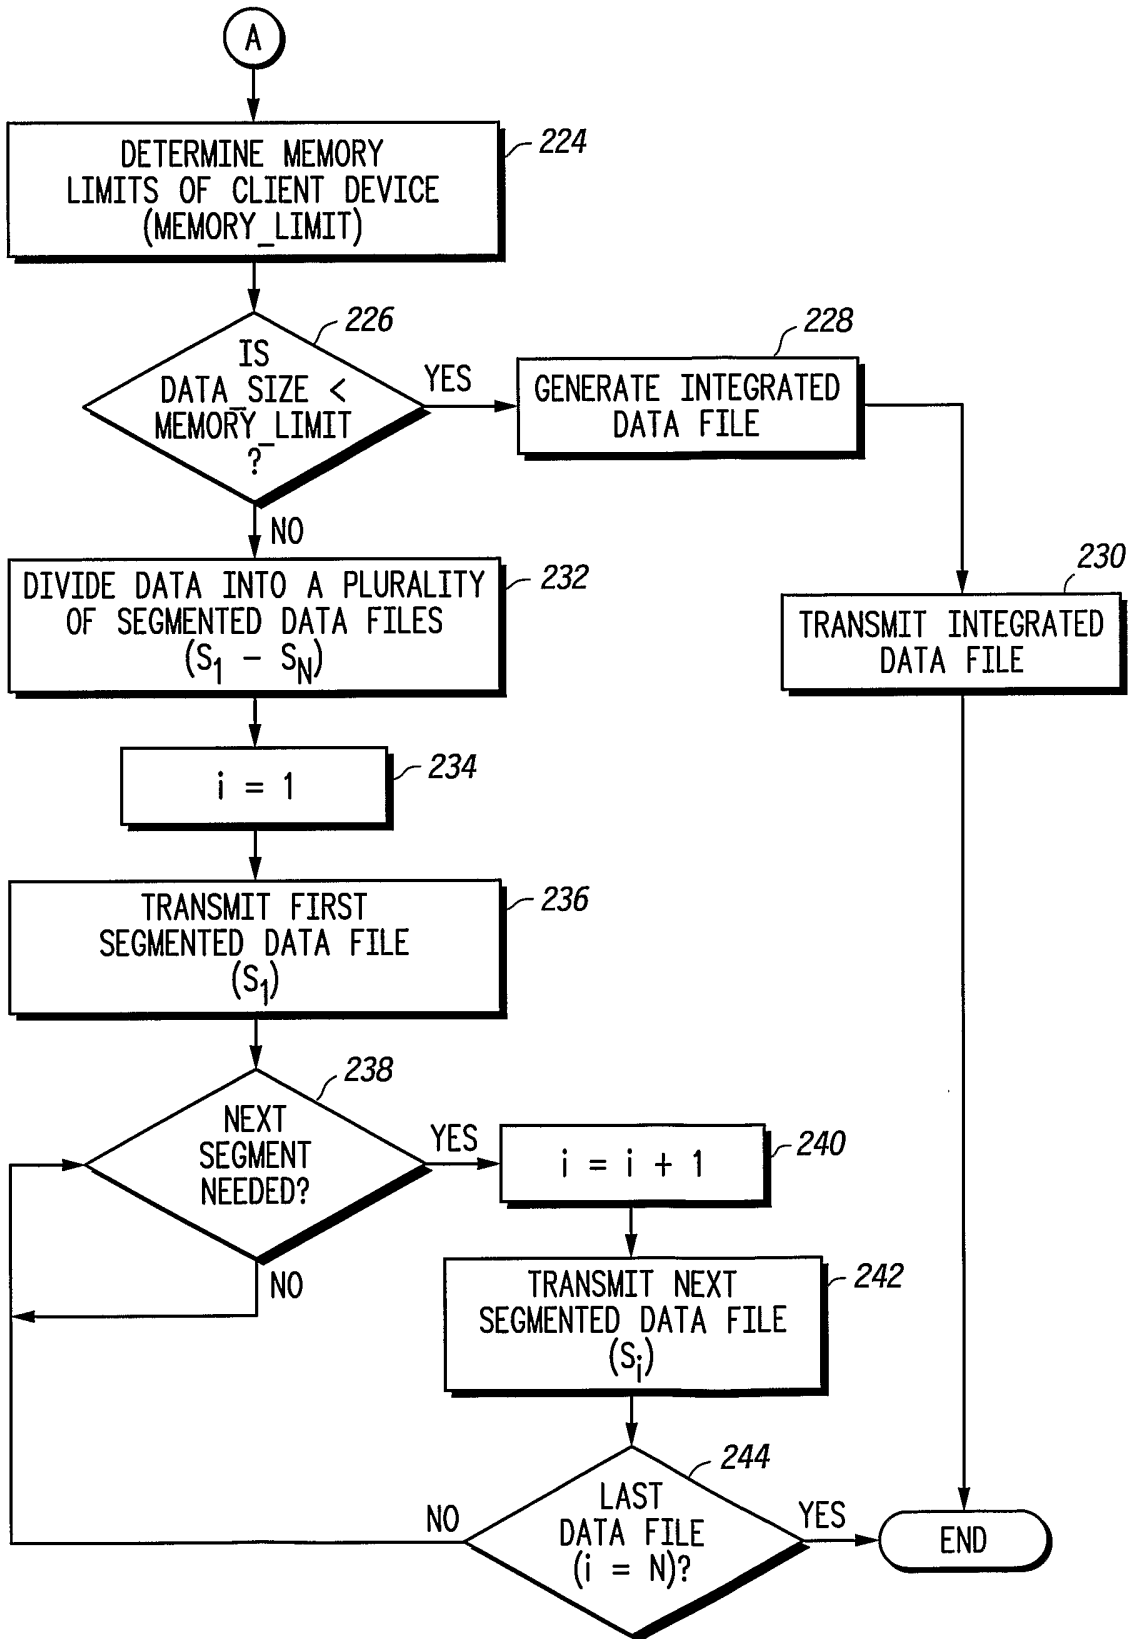 A
DETERMINE MEMORY
LIMITS OF CLIENT DEVICE
(MEMORY_LIMIT)
224
IS
DATA_SIZE <
MEMORY_LIMIT
?
226
YES
GENERATE INTEGRATED
DATA FILE
228
NO
DIVIDE DATA INTO A PLURALITY
OF SEGMENTED DATA FILES
(S1 - SN)
232
TRANSMIT INTEGRATED
DATA FILE
230
i = 1
234
TRANSMIT FIRST
SEGMENTED DATA FILE
(S1)
236
NEXT
SEGMENT
NEEDED?
238
YES
i = i + 1
240
NO
TRANSMIT NEXT
SEGMENTED DATA FILE
(Si)
242
LAST
DATA FILE
(i = N)?
244
NO
YES
END